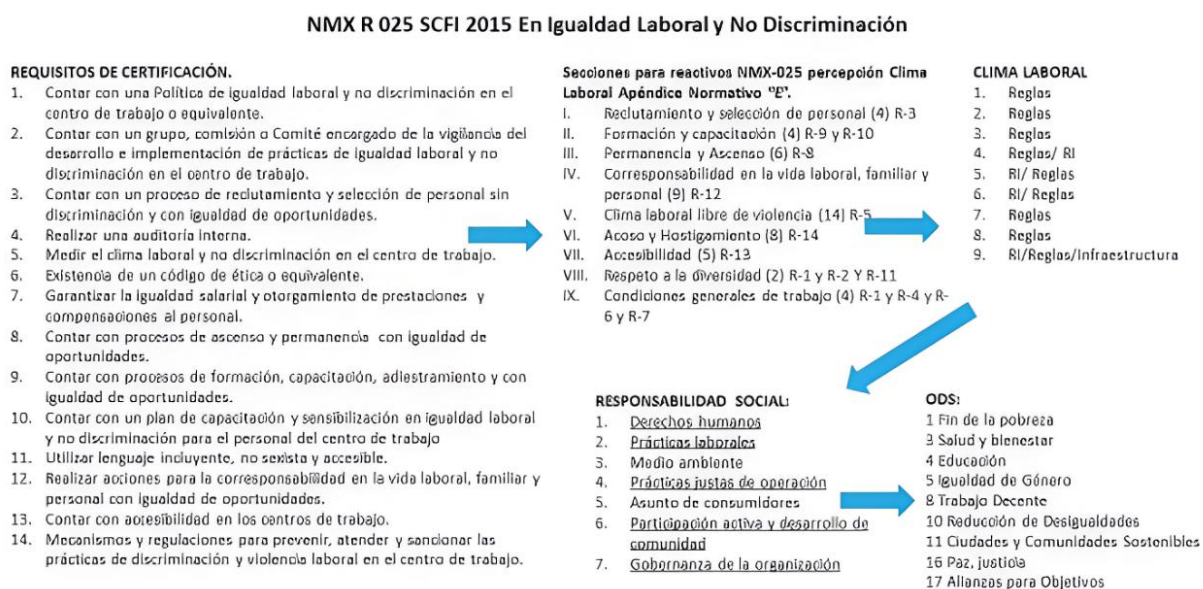 NMX R 025 SCFI 2015 En Igualdad Laboral y No Discriminación
REQUISITOS DE CERTIFICACIÓN.
1. Contar con una Política de igualdad laboral y no discriminación en el
centro de trabajo o equivalente.
2. Contar con un grupo, comisión o Comité encargado de la vigilancia del
desarrollo e implementación de prácticas de igualdad laboral y no
discriminación en el centro de trabajo.
3. Contar con un proceso de reclutamiento y selección de personal sin
discriminación y con igualdad de oportunidades.
4. Realizar una auditoría interna.
5. Medir el clima laboral y no discriminación en el centro de trabajo.
6. Existencia de un código de ética o equivalente.
7. Garantizar la igualdad salarial y otorgamiento de prestaciones y
compensaciones al personal.
8. Contar con procesos de ascenso y permanencia con igualdad de
oportunidades.
9. Contar con procesos de formación, capacitación, adiestramiento y con
igualdad de oportunidades.
10. Contar con un plan de capacitación y sensibilización en igualdad laboral
y no discriminación para el personal del centro de trabajo
11. Utilizar lenguaje incluyente, no sexista y accesible.
12. Realizar acciones para la corresponsabilidad en la vida laboral, familiar y
personal con igualdad de oportunidades.
13. Contar con accesibilidad en los centros de trabajo.
14. Mecanismos y regulaciones para prevenir, atender y sancionar las
prácticas de discriminación y violencia laboral en el centro de trabajo.
Secciones para reactivos NMX-025 percepción Clima
Laboral Apéndice Normativo "E".
I. Reclutamiento y selección de personal (4) R-3
II. Formación y capacitación (4) R-9 y R-10
III. Permanencia y Ascenso (6) R-8
IV. Corresponsabilidad en la vida laboral, familiar y
personal (9) R-12
V. Clima laboral libre de violencia (14) R-5
VI. Acoso y Hostigamiento (8) R-14
VII. Accesibilidad (5) R-13
VIII. Respeto a la diversidad (2) R-1 y R-2 Y R-11
IX. Condiciones generales de trabajo (4) R-1 y R-4 y R-
6 y R-7
CLIMA LABORAL
1. Reglas
2. Reglas
3. Reglas
4. Reglas/ RI
5. RI/ Reglas
6. RI/ Reglas
7. Reglas
8. Reglas
9. RI/Reglas/Infraestructura
RESPONSABILIDAD SOCIAL:
1. Derechos humanos
2. Prácticas laborales
3. Medio ambiente
4. Prácticas justas de operación
5. Asunto de consumidores
6. Participación activa y desarrollo de
comunidad
7. Gobernanza de la organización
ODS:
1 Fin de la pobreza
3 Salud y bienestar
4 Educación
5 Igualdad de Género
8 Trabajo Decente
10 Reducción de Desigualdades
11 Ciudades y Comunidades Sostenibles
16 Paz, justicia
17 Alianzas para Objetivos